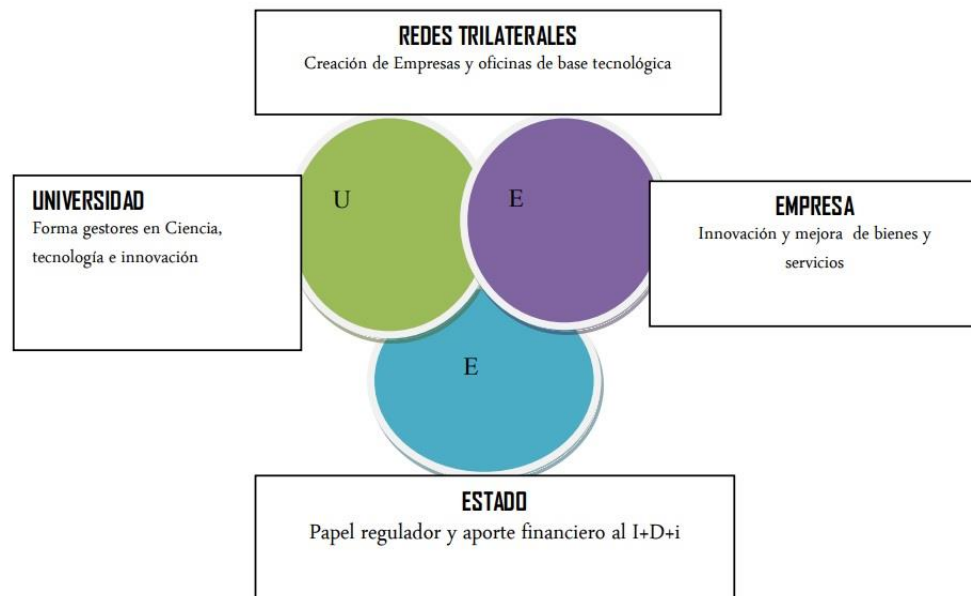 REDES TRILATERALES
Creación de Empresas y oficinas de base tecnológica
U
E
UNIVERSIDAD
Forma gestores en Ciencia,
tecnología e innovación
EMPRESA
Innovación y mejora de bienes y
servicios
E
ESTADO
Papel regulador y aporte financiero al I+D+i